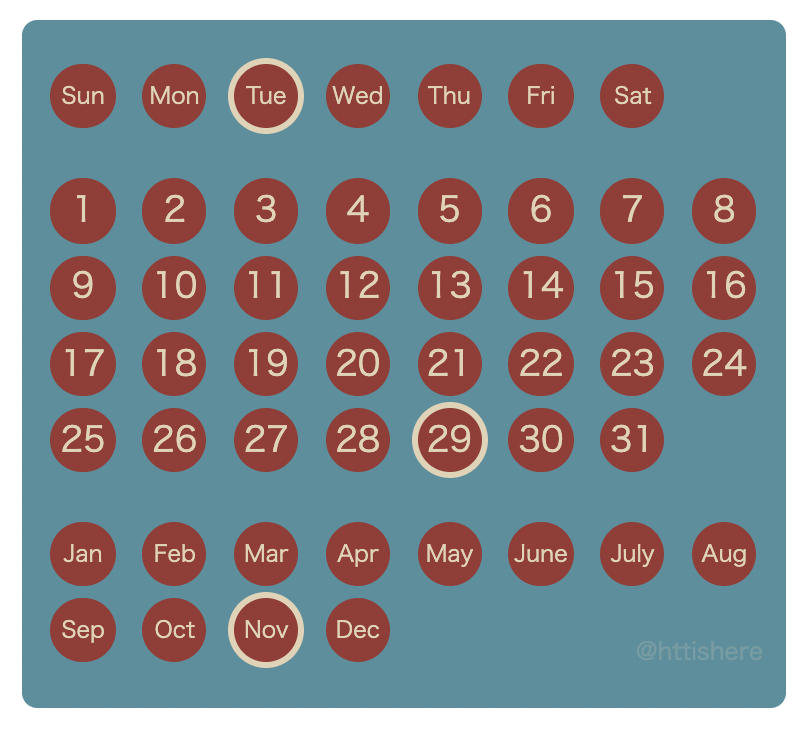 Sun Mon Tue Wed Thu Fri Sat
1 2 3 4 5 6 7 8
9 10 11 12 13 14 15 16
17 18 19 20 21 22 23 24
25 26 27 28 29 30 31
Jan Feb Mar Apr May June July Aug
Sep Oct Nov Dec
@httishere